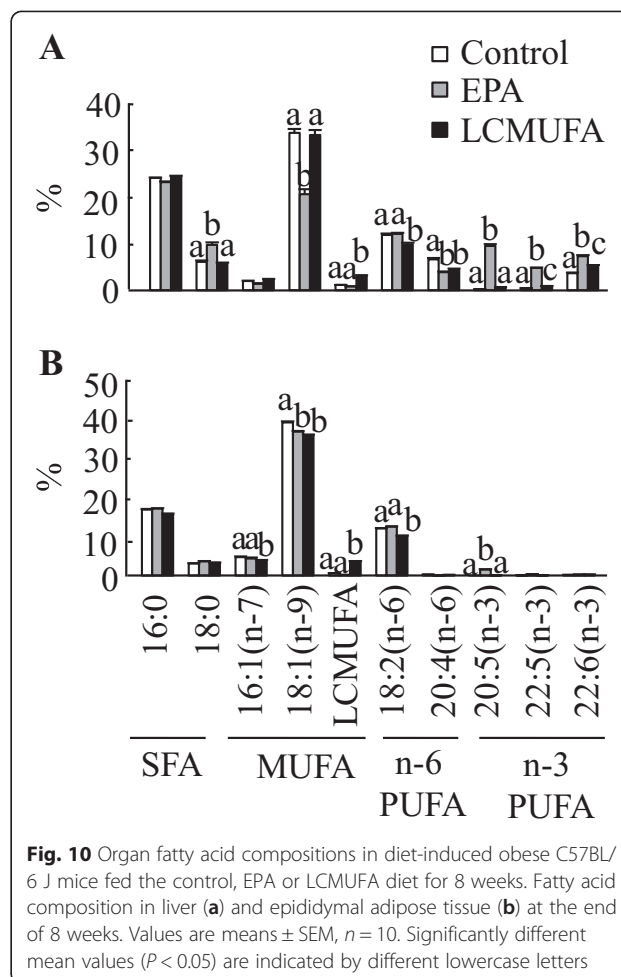 A
Control
EPA
LCMUFA
%
40
30
20
10
0
a b a
a b a
a a b
a a b
a b b
a b a
a b c
a b c
B
%
50
40
30
20
10
0
a a b
a b b
a a b
a a b
a b a
16:0
18:0
16:1(n-7)
18:1(n-9)
LCMUFA
18:2(n-6)
20:4(n-6)
20:5(n-3)
22:5(n-3)
22:6(n-3)
SFA
MUFA
n-6
PUFA
n-3
PUFA
Fig. 10 Organ fatty acid compositions in diet-induced obese C57BL/
6 J mice fed the control, EPA or LCMUFA diet for 8 weeks. Fatty acid
composition in liver (a) and epididymal adipose tissue (b) at the end
of 8 weeks. Values are means ± SEM, n = 10. Significantly different
mean values (P < 0.05) are indicated by different lowercase letters